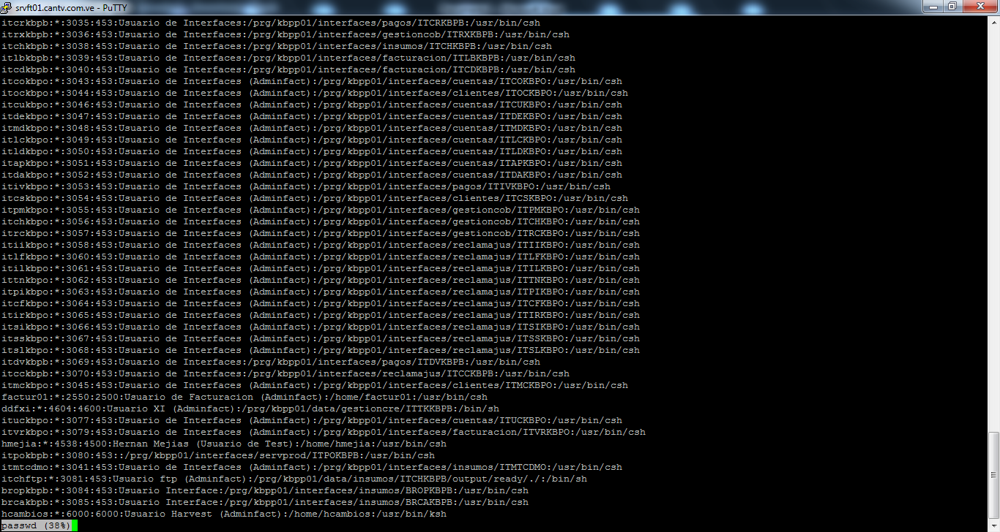 srvft01.cantv.com.ve - PuTTY
itcrkbpb:*:3035:453:Usuario de Interfaces:/prg/kbpp01/interfaces/pagos/ITCRKBPB:/usr/bin/csh
itrxkbpb:*:3036:453:Usuario de Interfaces:/prg/kbpp01/interfaces/gestioncob/ITRXKBPB:/usr/bin/csh
itchkbpb:*:3038:453:Usuario de Interfaces:/prg/kbpp01/interfaces/insumos/ITCHKBPB:/usr/bin/csh
itlbkbpb:*:3039:453:Usuario de Interfaces:/prg/kbpp01/interfaces/facturacion/ITLBKBPB:/usr/bin/csh
itcdkbpb:*:3040:453:Usuario de Interfaces:/prg/kbpp01/interfaces/facturacion/ITCDKBPB:/usr/bin/csh
itcokbpo:*:3043:453:Usuario de Interfaces (Adminfact):/prg/kbpp01/interfaces/cuentas/ITCOKBPO:/usr/bin/csh
itockbpo:*:3044:453:Usuario de Interfaces (Adminfact):/prg/kbpp01/interfaces/clientes/ITOCKBPO:/usr/bin/csh
itcukbpo:*:3046:453:Usuario de Interfaces (Adminfact):/prg/kbpp01/interfaces/cuentas/ITCUKBPO:/usr/bin/csh
itdekbpo:*:3047:453:Usuario de Interfaces (Adminfact):/prg/kbpp01/interfaces/cuentas/ITDEKBPO:/usr/bin/csh
itmdkbpo:*:3048:453:Usuario de Interfaces (Adminfact):/prg/kbpp01/interfaces/cuentas/ITMDKBPO:/usr/bin/csh
itlckbpo:*:3049:453:Usuario de Interfaces (Adminfact):/prg/kbpp01/interfaces/cuentas/ITLCKBPO:/usr/bin/csh
itldkbpo:*:3050:453:Usuario de Interfaces (Adminfact):/prg/kbpp01/interfaces/cuentas/ITLDKBPO:/usr/bin/csh
itapkbpo:*:3051:453:Usuario de Interfaces (Adminfact):/prg/kbpp01/interfaces/cuentas/ITAPKBPO:/usr/bin/csh
itdakbpo:*:3052:453:Usuario de Interfaces (Adminfact):/prg/kbpp01/interfaces/cuentas/ITDAKBPO:/usr/bin/csh
itivkbpo:*:3053:453:Usuario de Interfaces (Adminfact):/prg/kbpp01/interfaces/pagos/ITIVKBPO:/usr/bin/csh
itcskbpo:*:3054:453:Usuario de Interfaces (Adminfact):/prg/kbpp01/interfaces/clientes/ITCSKBPO:/usr/bin/csh
itpmkbpo:*:3055:453:Usuario de Interfaces (Adminfact):/prg/kbpp01/interfaces/gestioncob/ITPMKBPO:/usr/bin/csh
itchkbpo:*:3056:453:Usuario de Interfaces (Adminfact):/prg/kbpp01/interfaces/gestioncob/ITCHKBPO:/usr/bin/csh
itrckbpo:*:3057:453:Usuario de Interfaces (Adminfact):/prg/kbpp01/interfaces/gestioncob/ITRCKBPO:/usr/bin/csh
itiikbpo:*:3058:453:Usuario de Interfaces (Adminfact):/prg/kbpp01/interfaces/reclamajus/ITIIKBPO:/usr/bin/csh
itlfkbpo:*:3060:453:Usuario de Interfaces (Adminfact):/prg/kbpp01/interfaces/reclamajus/ITLFKBPO:/usr/bin/csh
itilkbpo:*:3061:453:Usuario de Interfaces (Adminfact):/prg/kbpp01/interfaces/reclamajus/ITILKBPO:/usr/bin/csh
ittnkbpo:*:3062:453:Usuario de Interfaces (Adminfact):/prg/kbpp01/interfaces/reclamajus/ITTNKBPO:/usr/bin/csh
itpikbpo:*:3063:453:Usuario de Interfaces (Adminfact):/prg/kbpp01/interfaces/reclamajus/ITPIKBPO:/usr/bin/csh
itcfkbpo:*:3064:453:Usuario de Interfaces (Adminfact):/prg/kbpp01/interfaces/reclamajus/ITCFKBPO:/usr/bin/csh
itirkbpo:*:3065:453:Usuario de Interfaces (Adminfact):/prg/kbpp01/interfaces/reclamajus/ITIRKBPO:/usr/bin/csh
itsikbpo:*:3066:453:Usuario de Interfaces (Adminfact):/prg/kbpp01/interfaces/reclamajus/ITSIKBPO:/usr/bin/csh
itsskbpo:*:3067:453:Usuario de Interfaces (Adminfact):/prg/kbpp01/interfaces/reclamajus/ITSSKBPO:/usr/bin/csh
itslkbpo:*:3068:453:Usuario de Interfaces (Adminfact):/prg/kbpp01/interfaces/reclamajus/ITSLKBPO:/usr/bin/csh
itdvkbpb:*:3069:453:Usuario de Interfaces:/prg/kbpp01/interfaces/pagos/ITDVKBPB:/usr/bin/csh
itcckbpb:*:3070:453:Usuario de Interfaces:/prg/kbpp01/interfaces/reclamajus/ITCCKBPB:/usr/bin/csh
itmckbpo:*:3045:453:Usuario de Interfaces (Adminfact):/prg/kbpp01/interfaces/clientes/ITMCKBPO:/usr/bin/csh
factur01:*:2550:2500:Usuario de Facturacion (Adminfact):/home/factur01:/usr/bin/csh
ddfxi:*:4604:4600:Usuario XI (Adminfact):/prg/kbpp01/data/gestioncre/ITTKKBPB:/bin/sh
ituckbpo:*:3077:453:Usuario de Interfaces (Adminfact):/prg/kbpp01/interfaces/cuentas/ITUCKBPO:/usr/bin/csh
itvrkbpo:*:3079:453:Usuario de Interfaces (Adminfact):/prg/kbpp01/interfaces/facturacion/ITVRKBPO:/usr/bin/csh
hmejia:*:4538:4500:Hernan Mejias (Usuario de Test):/home/hmejia:/usr/bin/csh
itpokbpb:*:3080:453::/prg/kbpp01/interfaces/servprod/ITPOKBPB:/usr/bin/csh
itmtcdmo:*:3041:453:Usuario de Interfaces (Adminfact):/prg/kbpp01/interfaces/insumos/ITMTCDMO:/usr/bin/csh
itchftp:*:3081:453:Usuario ftp (Adminfact):/prg/kbpp01/data/insumos/ITCHKBPB/output/ready/./:/bin/sh
bropkbpb:*:3084:453:Usuario Interface:/prg/kbpp01/interfaces/insumos/BROPKBPB:/usr/bin/csh
brcakbpb:*:3085:453:Usuario Interface:/prg/kbpp01/interfaces/insumos/BRCAKBPB:/usr/bin/csh
hcambios:*:6000:6000:Usuario Harvest (Adminfact):/home/hcambios:/usr/bin/ksh
passwd (38%)